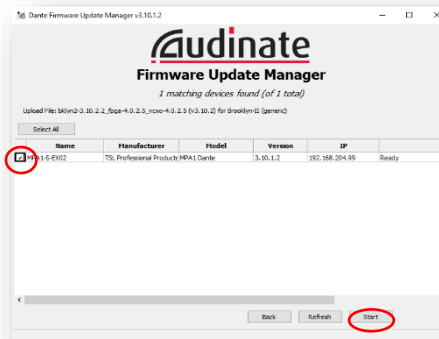 Dante Firmware Update Manager v3.10.1.2
Audinate
Firmware Update Manager
1 matching devices found (of 1 total)
Upload File: bklyn2-3.10.2.2_fpga-4.0.2.5_vcxo-4.0.2.5 (v3.10.2) for Brooklyn-II (generic)
Select All
Name Manufacturer Model Version IP
MPA1-S-EX02 TSL Professional Products MPA1 Dante 3.10.1.2 192.168.204.99 Ready
Back Refresh Start